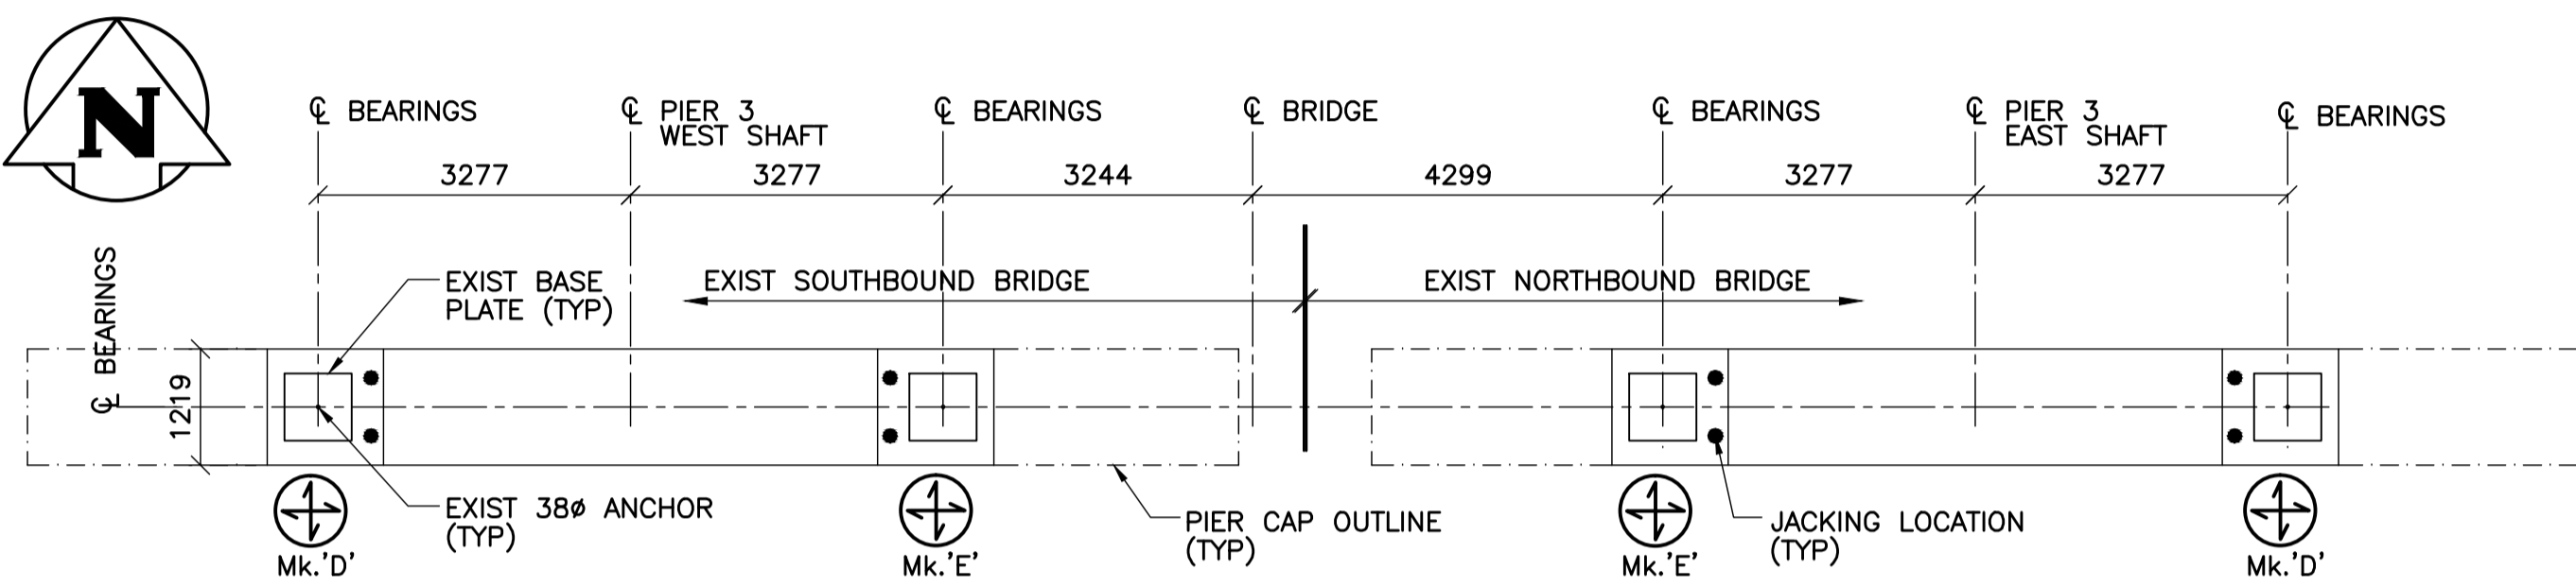 N
℄ BEARINGS
℄ PIER 3
WEST SHAFT
℄ BEARINGS
℄ BRIDGE
℄ BEARINGS
℄ PIER 3
EAST SHAFT
℄ BEARINGS
3277
3277
3244
4299
3277
3277
℄ BEARINGS
1219
EXIST BASE
PLATE (TYP)
EXIST SOUTHBOUND BRIDGE
EXIST NORTHBOUND BRIDGE
EXIST 38ø ANCHOR
(TYP)
PIER CAP OUTLINE
(TYP)
JACKING LOCATION
(TYP)
Mk.'D'
Mk.'E'
Mk.'E'
Mk.'D'